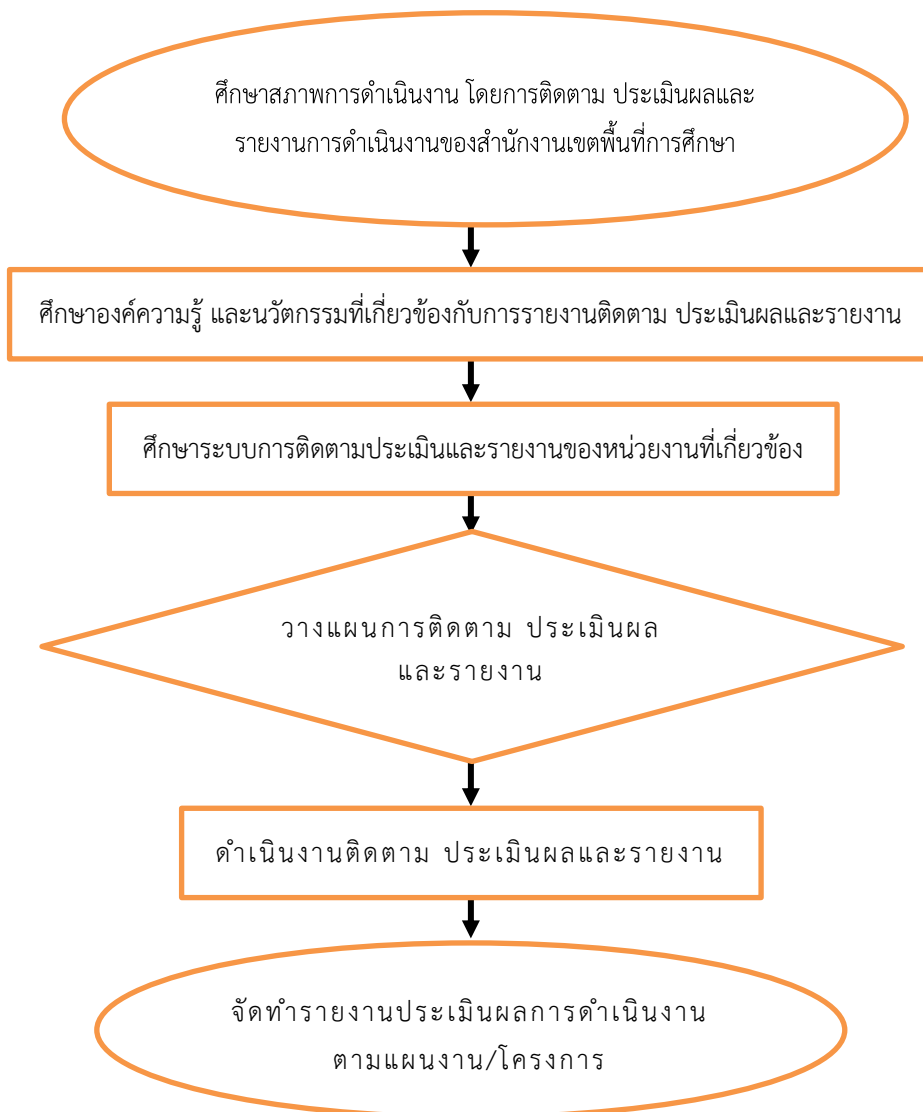 ศึกษาสภาพการดำเนินงาน โดยการติดตาม ประเมินผลและ
รายงานการดำเนินงานของสำนักงานเขตพื้นที่การศึกษา
ศึกษาองค์ความรู้ และนวัตกรรมที่เกี่ยวข้องกับการรายงานติดตาม ประเมินผลและรายงาน
ศึกษาระบบการติดตามประเมินและรายงานของหน่วยงานที่เกี่ยวข้อง
วางแผนการติดตาม ประเมินผล
และรายงาน
ดำเนินงานติดตาม ประเมินผลและรายงาน
จัดทำรายงานประเมินผลการดำเนินงาน
ตามแผนงาน/โครงการ